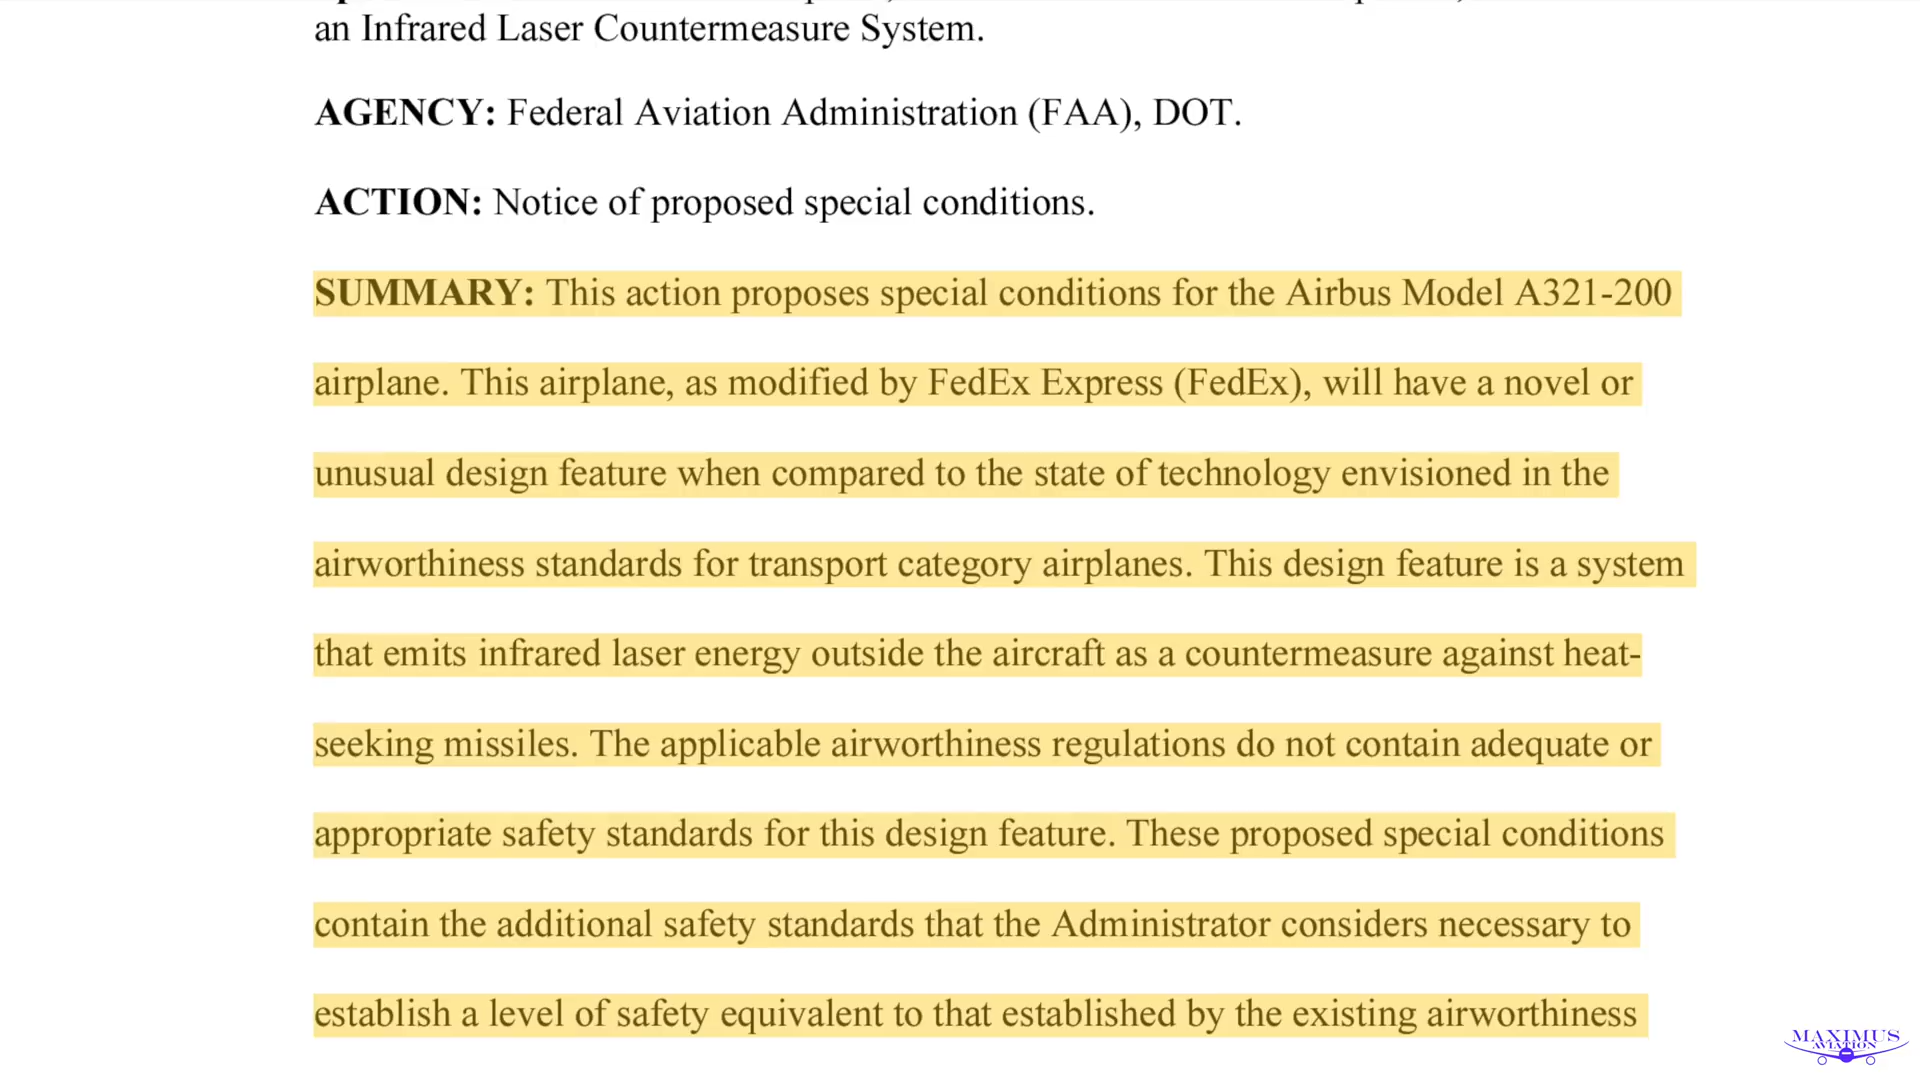 an Infrared Laser Countermeasure System.
AGENCY: Federal Aviation Administration (FAA), DOT.
ACTION: Notice of proposed special conditions.
SUMMARY: This action proposes special conditions for the Airbus Model A321-200
airplane. This airplane, as modified by FedEx Express (FedEx), will have a novel or
unusual design feature when compared to the state of technology envisioned in the
airworthiness standards for transport category airplanes. This design feature is a system
that emits infrared laser energy outside the aircraft as a countermeasure against heat-
seeking missiles. The applicable airworthiness regulations do not contain adequate or
appropriate safety standards for this design feature. These proposed special conditions
contain the additional safety standards that the Administrator considers necessary to
establish a level of safety equivalent to that established by the existing airworthiness
MAXIMUS
AVIATION